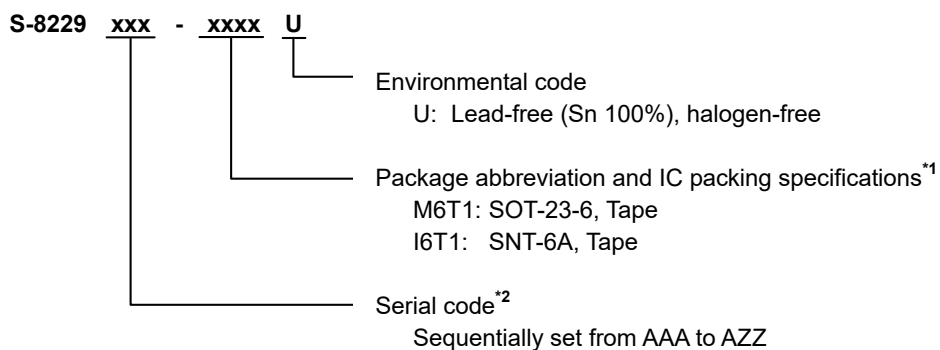 S-8229 xxx - xxxx U
Environmental code
U: Lead-free (Sn 100%), halogen-free
Package abbreviation and IC packing specifications*1
M6T1: SOT-23-6, Tape
I6T1: SNT-6A, Tape
Serial code*2
Sequentially set from AAA to AZZ